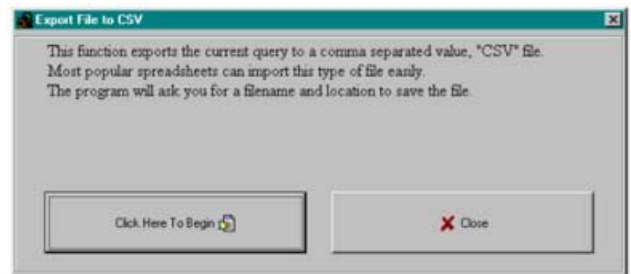 Export File to CSV
This function exports the current query to a comma separated value, "CSV" file.
Most popular spreadsheets can import this type of file easily.
The program will ask you for a filename and location to save the file.
Click Here To Begin
Close